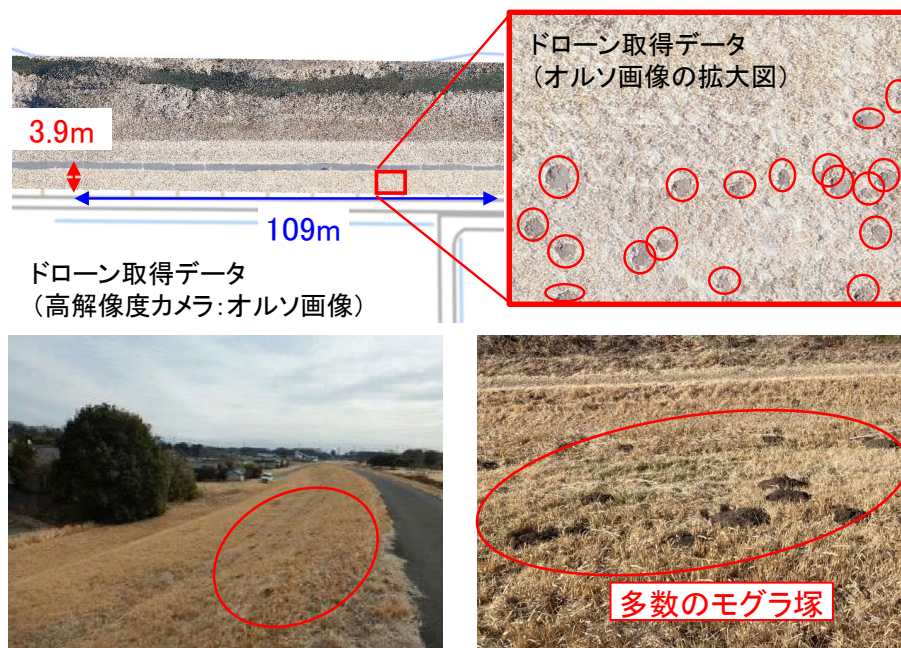 3.9m
109m
ドローン取得データ
（高解像度カメラ：オルソ画像）
ドローン取得データ
（オルソ画像の拡大図）
多数のモグラ塚